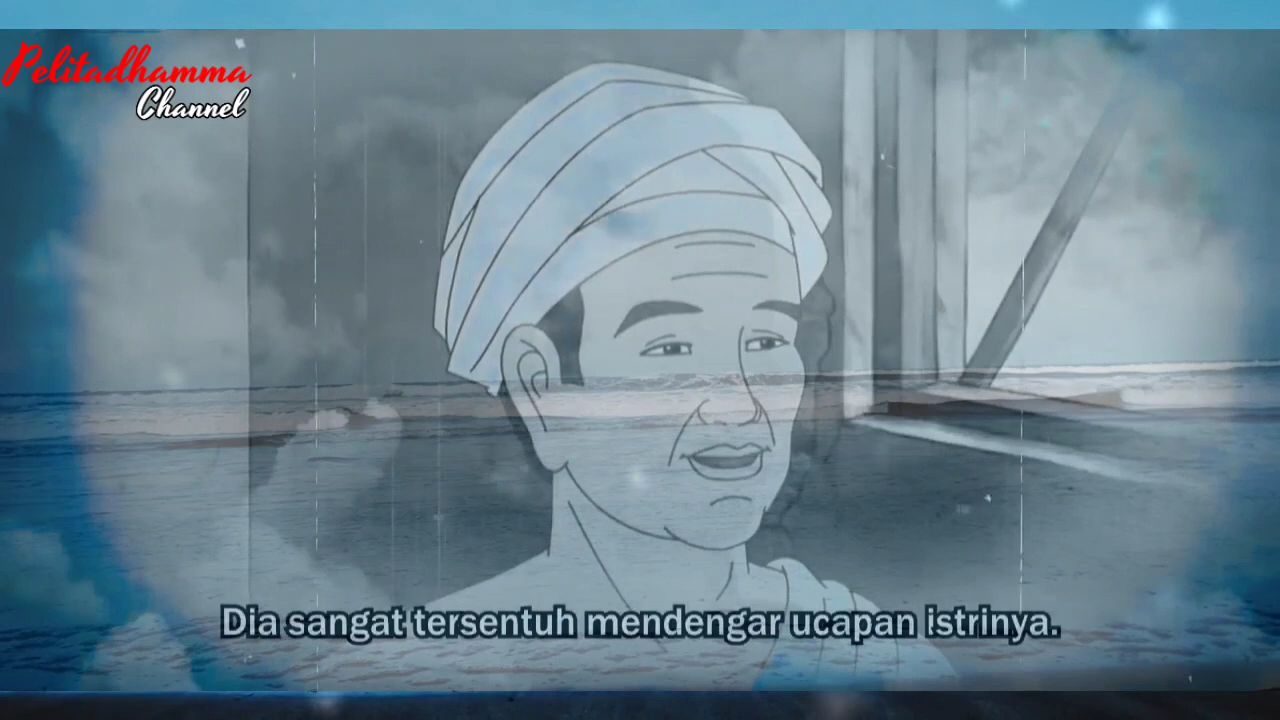 Pelitadhamma
Channel
Dia sangat tersentuh mendengar ucapan istrinya.